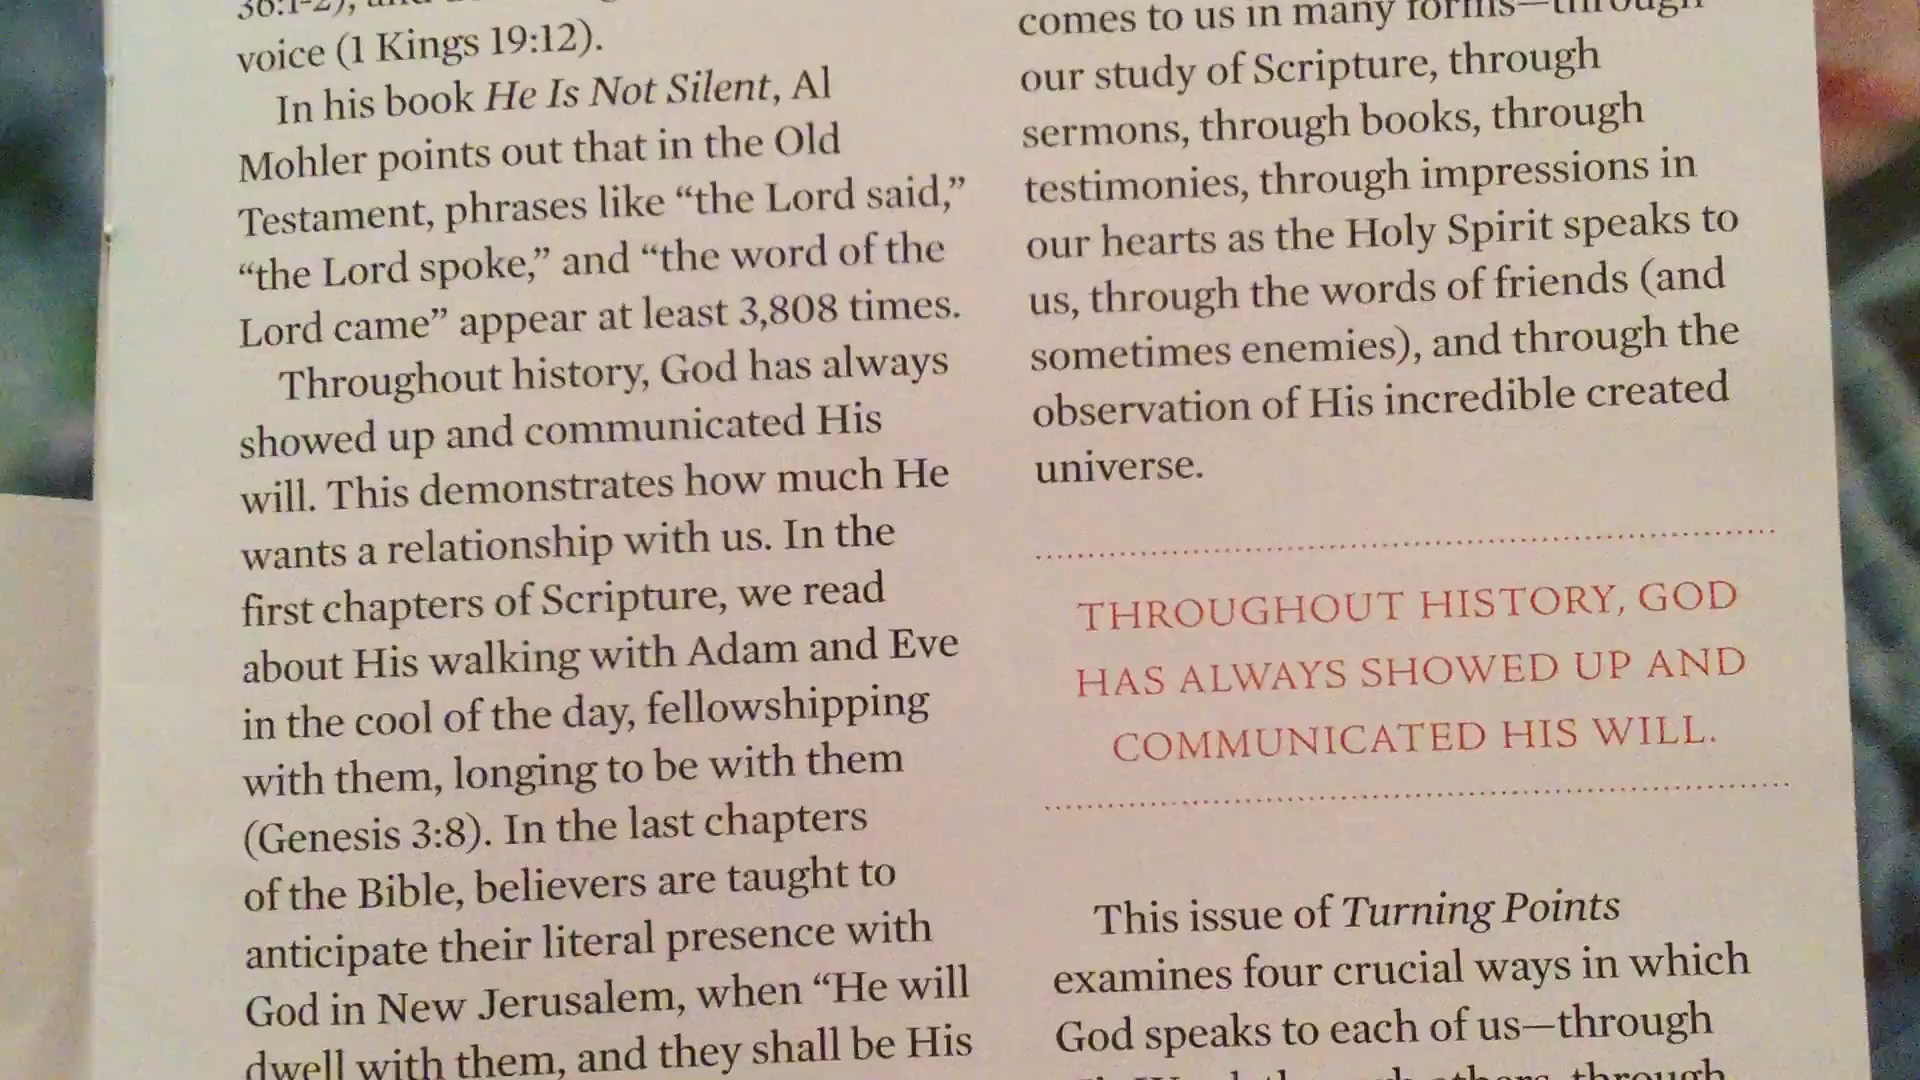 voice (1 Kings 19:12).
In his book He Is Not Silent, Al
Mohler points out that in the Old
Testament, phrases like “the Lord said,”
“the Lord spoke,” and “the word of the
Lord came” appear at least 3,808 times.
Throughout history, God has always
showed up and communicated His
will. This demonstrates how much He
wants a relationship with us. In the
first chapters of Scripture, we read
about His walking with Adam and Eve
in the cool of the day, fellowshipping
with them, longing to be with them
(Genesis 3:8). In the last chapters
of the Bible, believers are taught to
anticipate their literal presence with
God in New Jerusalem, when “He will
dwell with them, and they shall be His
comes to us in many forms—through
our study of Scripture, through
sermons, through books, through
testimonies, through impressions in
our hearts as the Holy Spirit speaks to
us, through the words of friends (and
sometimes enemies), and through the
observation of His incredible created
universe.
THROUGHOUT HISTORY, GOD
HAS ALWAYS SHOWED UP AND
COMMUNICATED HIS WILL.
This issue of Turning Points
examines four crucial ways in which
God speaks to each of us—through
through